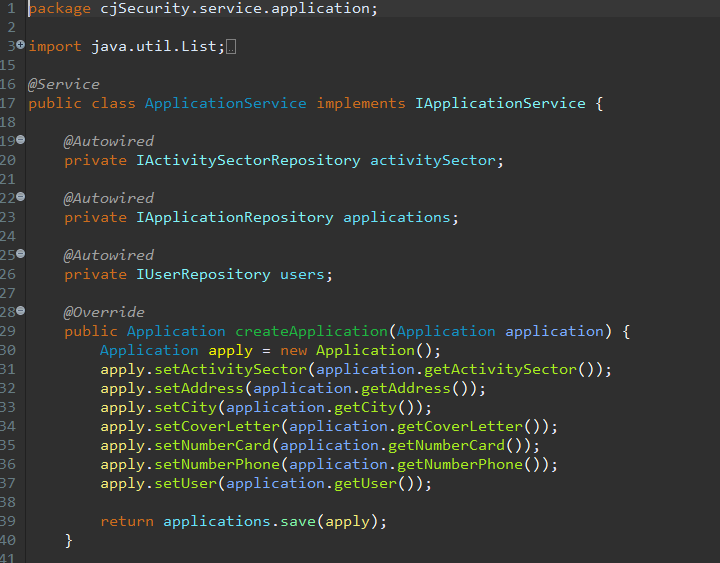 1 package cjSecurity.service.application;
2
3 import java.util.List;
15
16 @Service
17 public class ApplicationService implements IApplicationService {
18
19 @Autowired
20 private IActivitySectorRepository activitySector;
21
22 @Autowired
23 private IApplicationRepository applications;
24
25 @Autowired
26 private IUserRepository users;
27
28 @Override
29 public Application createApplication(Application application) {
30 Application apply = new Application();
31 apply.setActivitySector(application.getActivitySector());
32 apply.setAddress(application.getAddress());
33 apply.setCity(application.getCity());
34 apply.setCoverLetter(application.getCoverLetter());
35 apply.setNumberCard(application.getNumberCard());
36 apply.setNumberPhone(application.getNumberPhone());
37 apply.setUser(application.getUser());
38
39 return applications.save(apply);
40 }
41